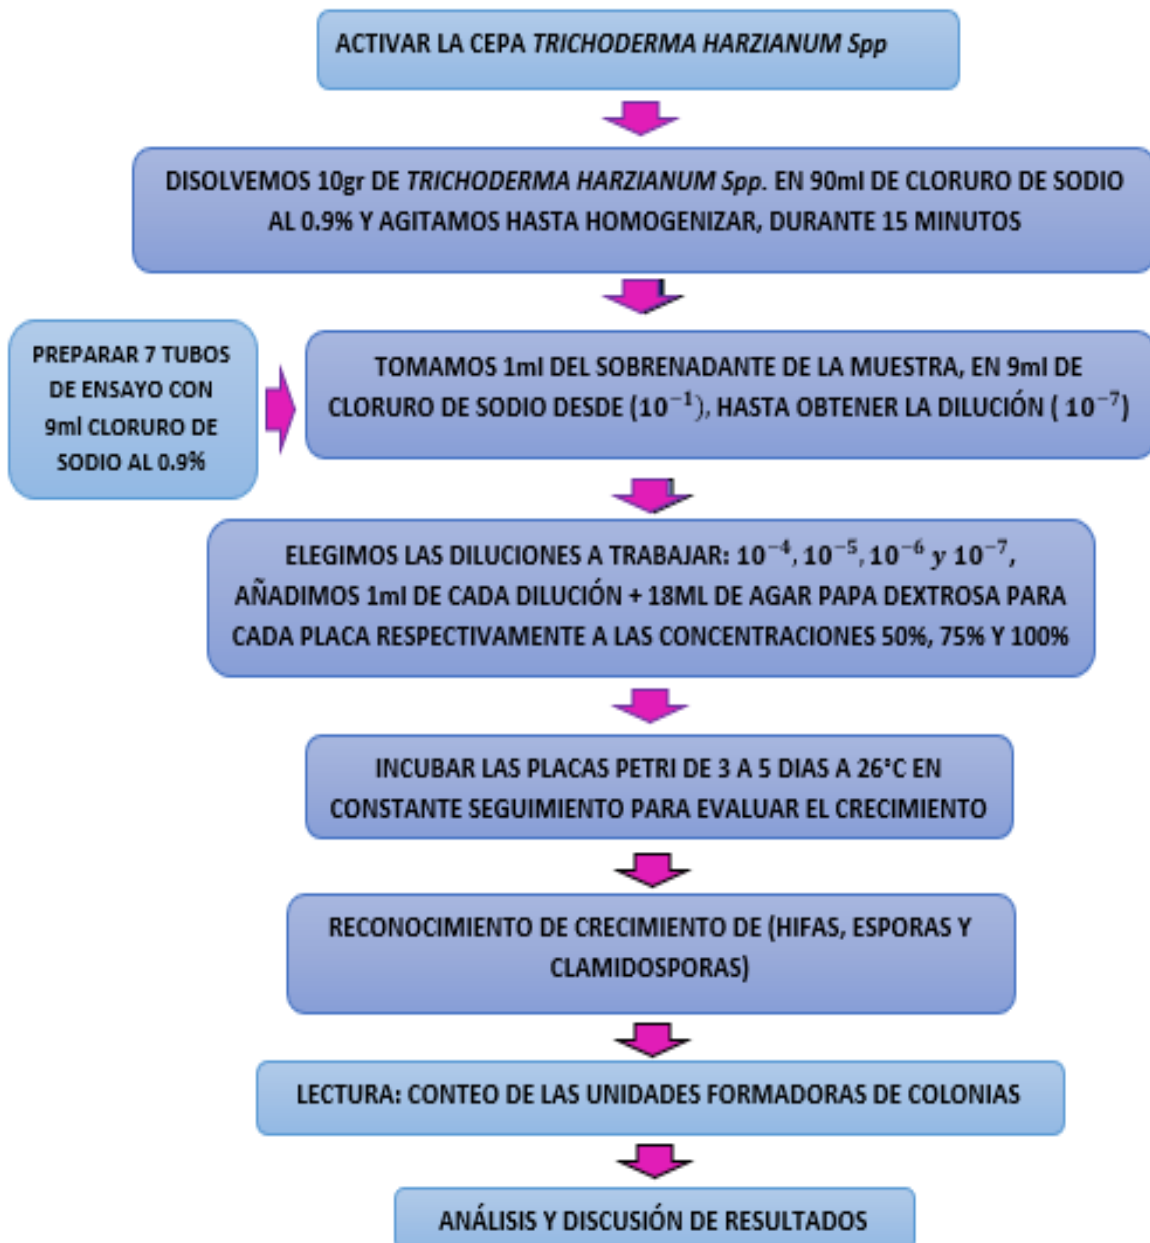 ACTIVAR LA CEPA TRICHODERMA HARZIANUM Spp
DISOLVEMOS 10gr DE TRICHODERMA HARZIANUM Spp. EN 90ml DE CLORURO DE SODIO
AL 0.9% Y AGITAMOS HASTA HOMOGENIZAR, DURANTE 15 MINUTOS
PREPARAR 7 TUBOS
DE ENSAYO CON
9ml CLORURO DE
SODIO AL 0.9%
TOMAMOS 1ml DEL SOBRENADANTE DE LA MUESTRA, EN 9ml DE
CLORURO DE SODIO DESDE (10⁻¹), HASTA OBTENER LA DILUCIÓN ( 10⁻⁷)
ELEGIMOS LAS DILUCIONES A TRABAJAR: 10⁻⁴, 10⁻⁵, 10⁻⁶ y 10⁻⁷,
AÑADIMOS 1ml DE CADA DILUCIÓN + 18ML DE AGAR PAPA DEXTROSA PARA
CADA PLACA RESPECTIVAMENTE A LAS CONCENTRACIONES 50%, 75% Y 100%
INCUBAR LAS PLACAS PETRI DE 3 A 5 DIAS A 26°C EN
CONSTANTE SEGUIMIENTO PARA EVALUAR EL CRECIMIENTO
RECONOCIMIENTO DE CRECIMIENTO DE (HIFAS, ESPORAS Y
CLAMIDOSPORAS)
LECTURA: CONTEO DE LAS UNIDADES FORMADORAS DE COLONIAS
ANÁLISIS Y DISCUSIÓN DE RESULTADOS